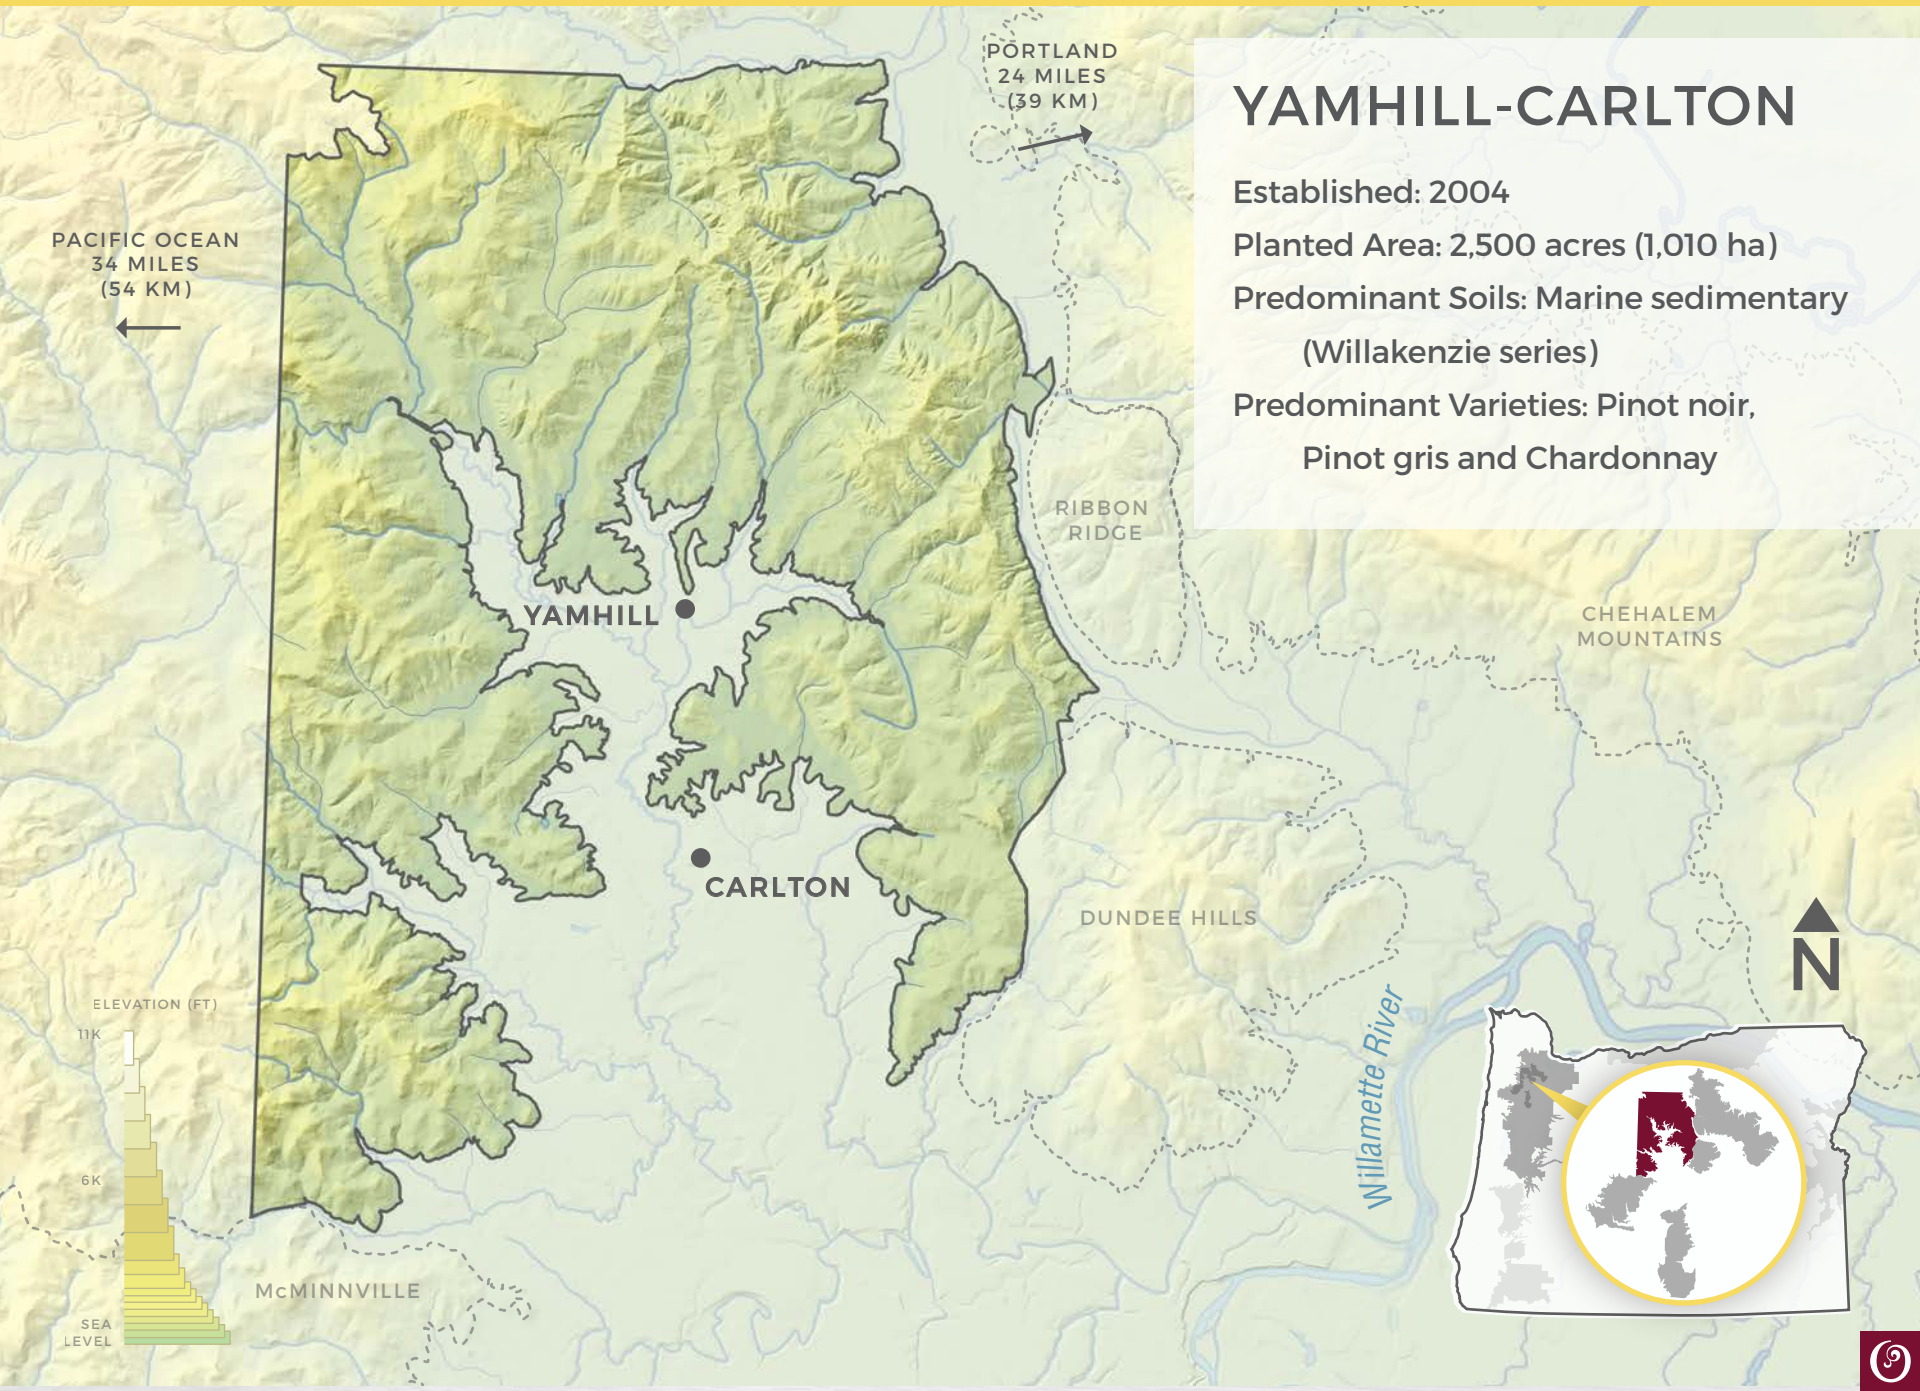 PORTLAND
24 MILES
(39 KM)
YAMHILL-CARLTON
Established: 2004
Planted Area: 2,500 acres (1,010 ha)
Predominant Soils: Marine sedimentary
(Willakenzie series)
Predominant Varieties: Pinot noir,
Pinot gris and Chardonnay
PACIFIC OCEAN
34 MILES
(54 KM)
RIBBON
RIDGE
YAMHILL
CHEHALEM
MOUNTAINS
CARLTON
DUNDEE HILLS
N
Willamette River
ELEVATION (FT)
11K
6K
SEA
LEVEL
McMINNVILLE